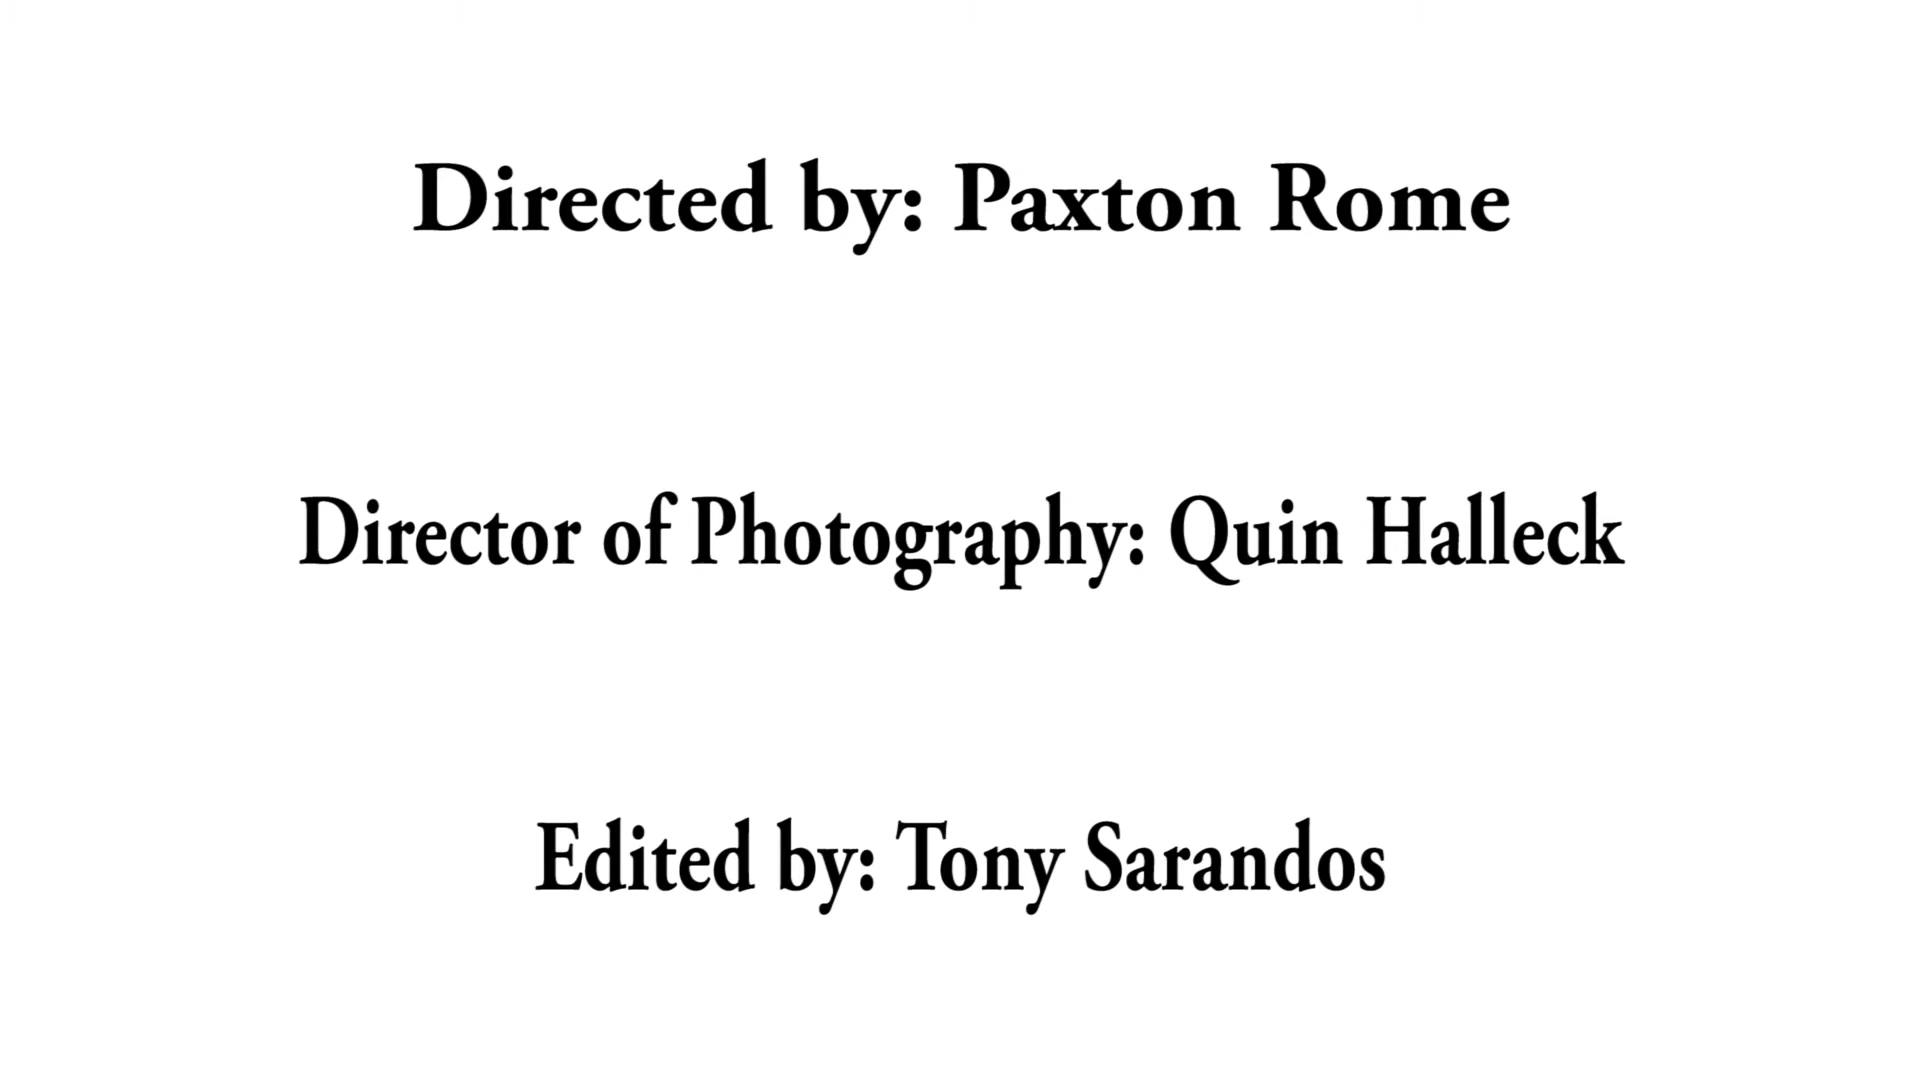 Directed by: Paxton Rome
Director of Photography: Quin Halleck
Edited by: Tony Sarandos